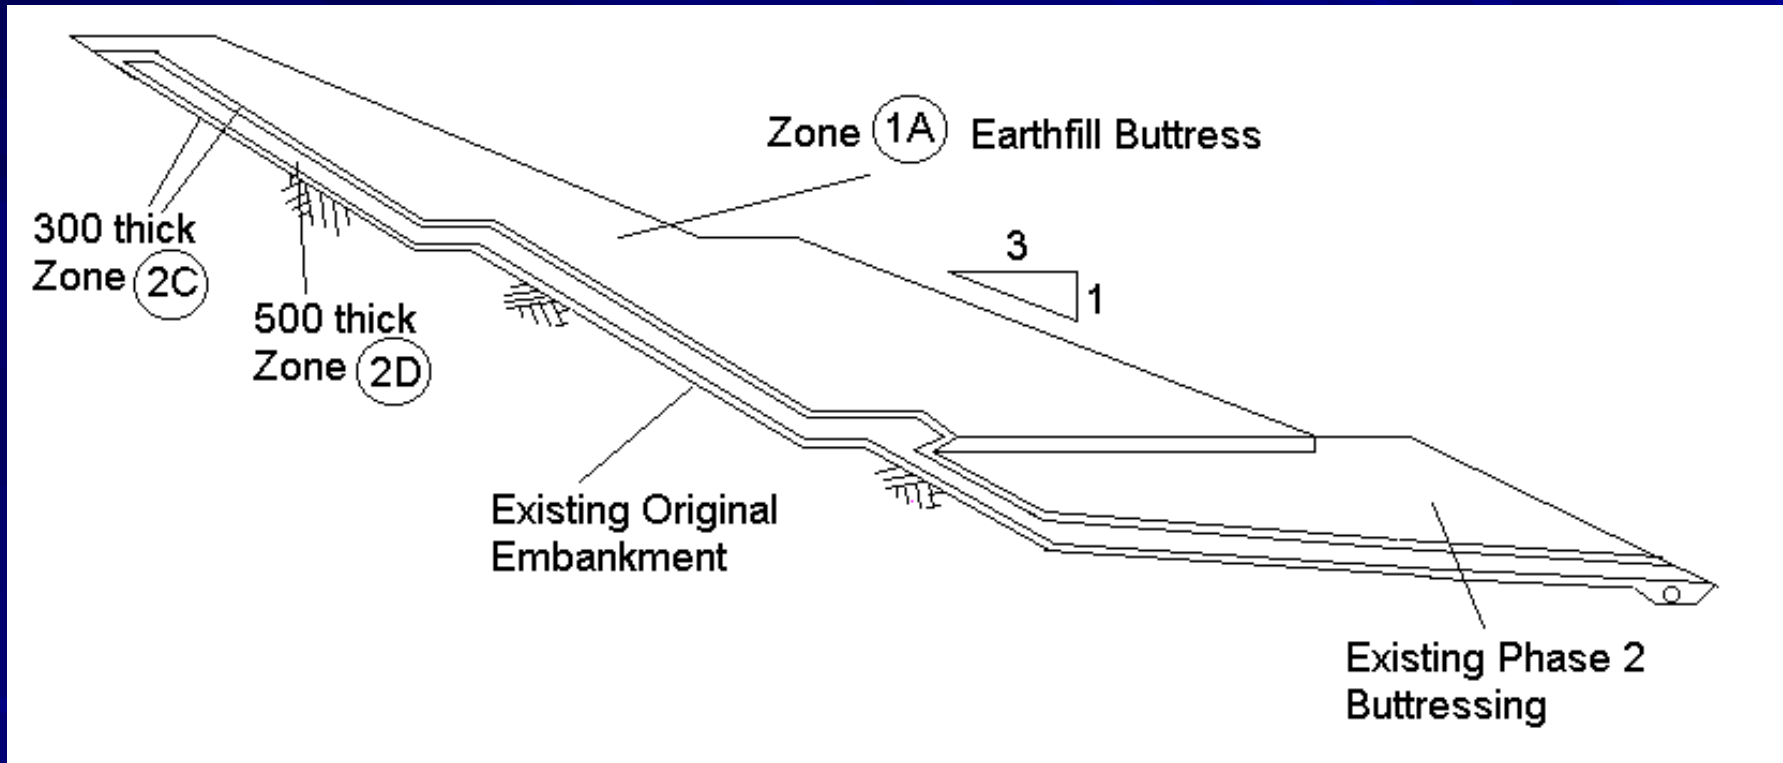 Zone 1A Earthfill Buttress
300 thick
Zone 2C
500 thick
Zone 2D
3
1
Existing Original
Embankment
Existing Phase 2
Buttressing